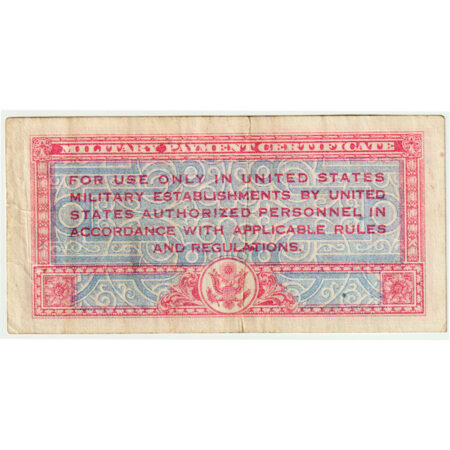 MILITARY PAYMENT CERTIFICATE
FOR USE ONLY IN UNITED STATES
MILITARY ESTABLISHMENTS BY UNITED
STATES AUTHORIZED PERSONNEL IN
ACCORDANCE WITH APPLICABLE RULES
AND REGULATIONS.